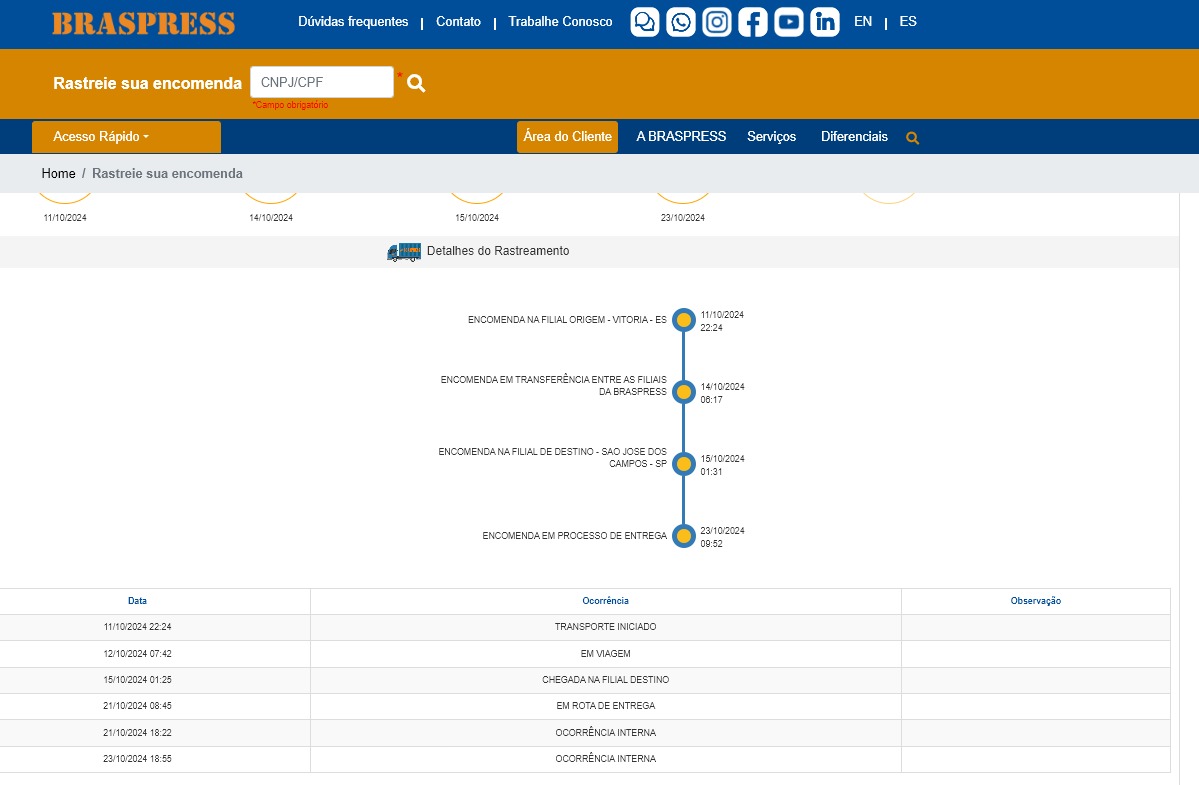 BRASPRESS
Dúvidas frequentes | Contato | Trabalhe Conosco EN | ES
Rastreie sua encomenda CNPJ/CPF *
*Campo obrigatório
Acesso Rápido Área do Cliente A BRASPRESS Serviços Diferenciais
Home / Rastreie sua encomenda
11/10/2024 14/10/2024 15/10/2024 23/10/2024
Detalhes do Rastreamento
ENCOMENDA NA FILIAL ORIGEM - VITORIA - ES
11/10/2024
22:24
ENCOMENDA EM TRANSFERÊNCIA ENTRE AS FILIAIS
DA BRASPRESS
14/10/2024
06:17
ENCOMENDA NA FILIAL DE DESTINO - SAO JOSE DOS
CAMPOS - SP
15/10/2024
01:31
ENCOMENDA EM PROCESSO DE ENTREGA
23/10/2024
09:52
Data Ocorrência Observação
11/10/2024 22:24 TRANSPORTE INICIADO
12/10/2024 07:42 EM VIAGEM
15/10/2024 01:25 CHEGADA NA FILIAL DESTINO
21/10/2024 08:45 EM ROTA DE ENTREGA
21/10/2024 18:22 OCORRÊNCIA INTERNA
23/10/2024 18:55 OCORRÊNCIA INTERNA